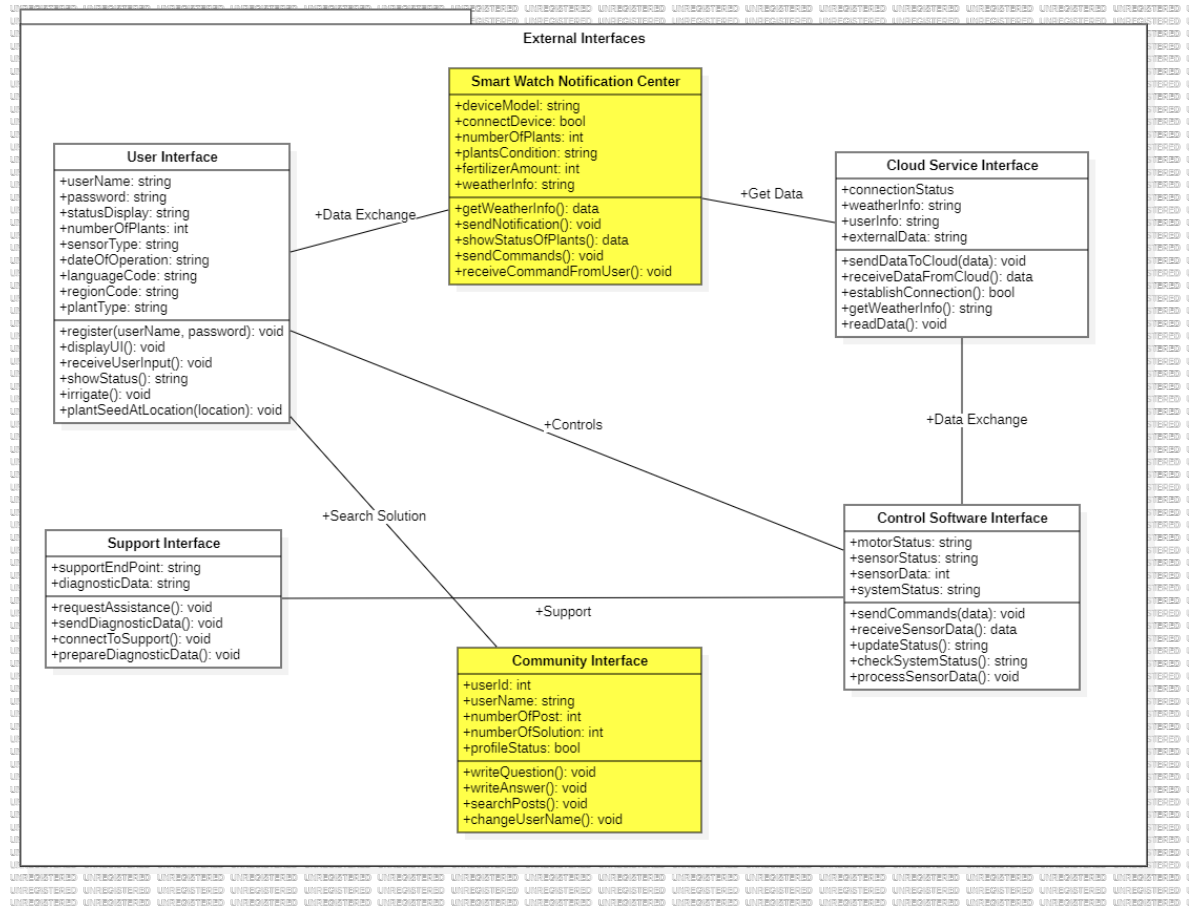 External Interfaces
Smart Watch Notification Center
+deviceModel: string
+connectDevice: bool
+numberOfPlants: int
+plantsCondition: string
+fertilizerAmount: int
+weatherInfo: string
+getWeatherInfo(): data
+sendNotification(): void
+showStatusOfPlants(): data
+sendCommands(): void
+receiveCommandFromUser(): void
User Interface
+userName: string
+password: string
+statusDisplay: string
+numberOfPlants: int
+sensorType: string
+dateOfOperation: string
+languageCode: string
+regionCode: string
+plantType: string
+register(userName, password): void
+displayUI(): void
+receiveUserInput(): void
+showStatus(): string
+irrigate(): void
+plantSeedAtLocation(location): void
+Data Exchange
+Get Data
Cloud Service Interface
+connectionStatus
+weatherInfo: string
+userInfo: string
+externalData: string
+sendDataToCloud(data): void
+receiveDataFromCloud(): data
+establishConnection(): bool
+getWeatherInfo(): string
+readData(): void
+Controls
+Data Exchange
+Search Solution
Support Interface
+supportEndPoint: string
+diagnosticData: string
+requestAssistance(): void
+sendDiagnosticData(): void
+connectToSupport(): void
+prepareDiagnosticData(): void
+Support
Control Software Interface
+motorStatus: string
+sensorStatus: string
+sensorData: int
+systemStatus: string
+sendCommands(data): void
+receiveSensorData(): data
+updateStatus(): string
+checkSystemStatus(): string
+processSensorData(): void
Community Interface
+userId: int
+userName: string
+numberOfPost: int
+numberOfSolution: int
+profileStatus: bool
+writeQuestion(): void
+writeAnswer(): void
+searchPosts(): void
+changeUserName(): void
UNREGISTERED